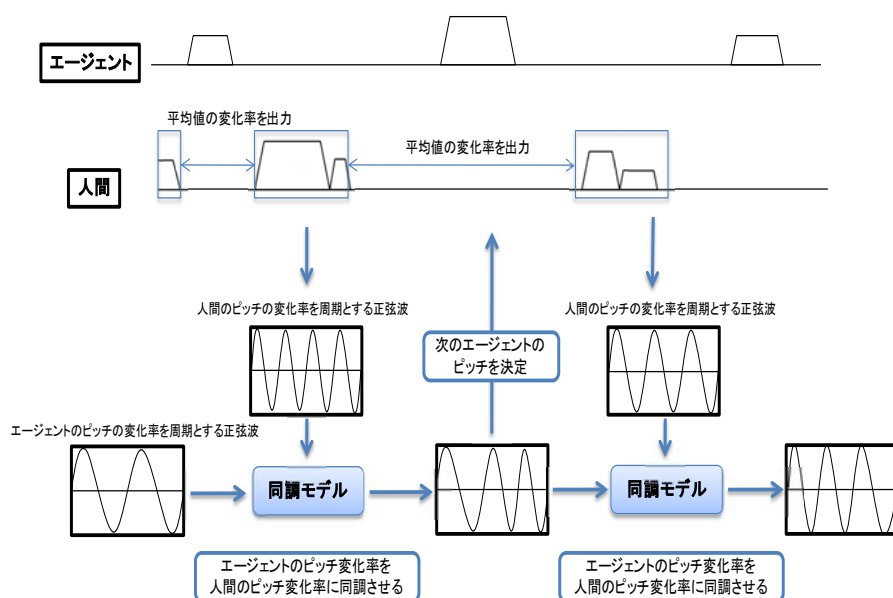 エージェント
平均値の変化率を出力
平均値の変化率を出力
人間
人間のピッチの変化率を周期とする正弦波
人間のピッチの変化率を周期とする正弦波
次のエージェントの
ピッチを決定
エージェントのピッチの変化率を周期とする正弦波
同調モデル
同調モデル
エージェントのピッチ変化率を
人間のピッチ変化率に同調させる
エージェントのピッチ変化率を
人間のピッチ変化率に同調させる